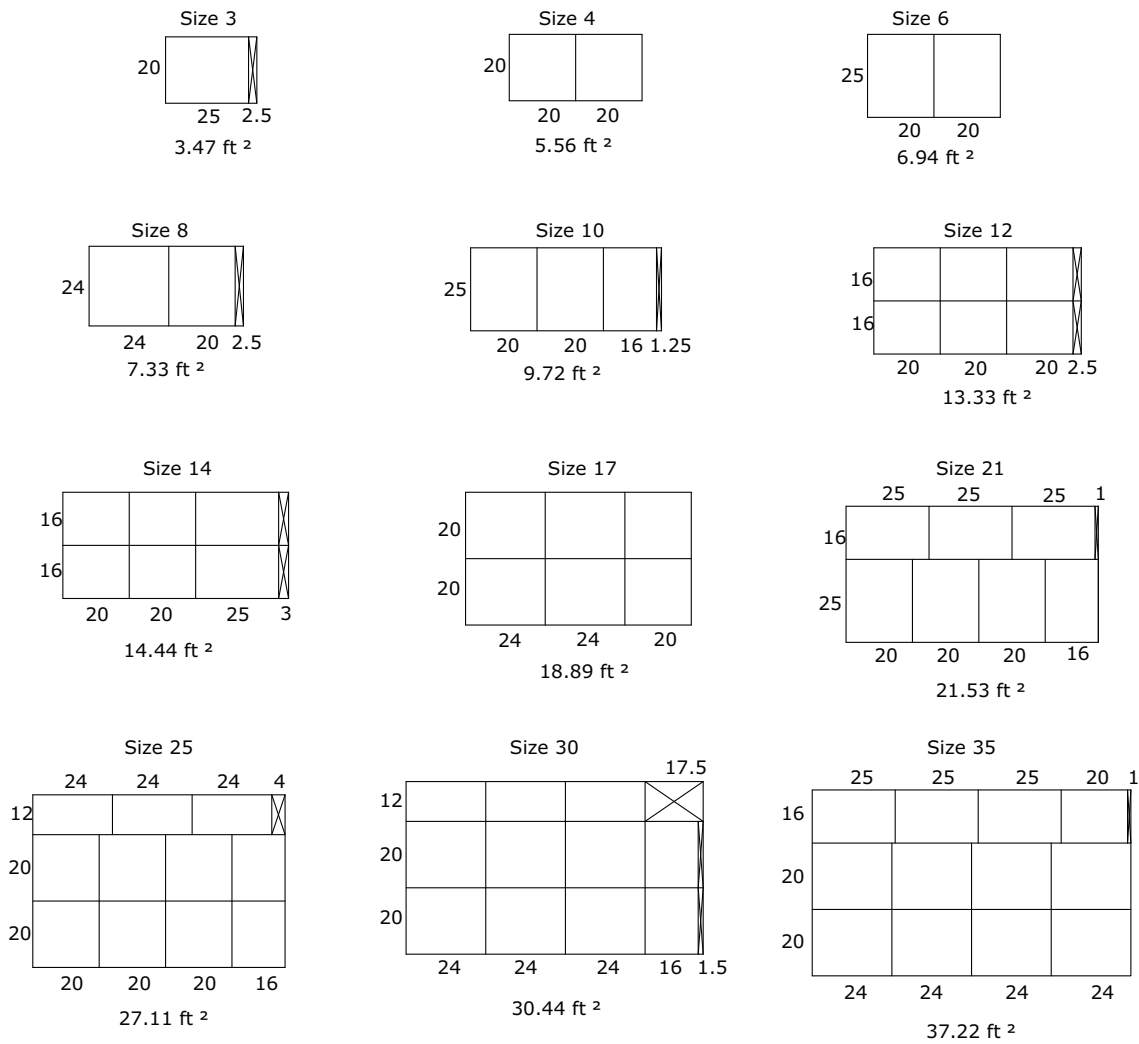 Size 3
20
25 2.5
3.47 ft ²
Size 4
20
20 20
5.56 ft ²
Size 6
25
20 20
6.94 ft ²
Size 8
24
24 20 2.5
7.33 ft ²
Size 10
25
20 20 16 1.25
9.72 ft ²
Size 12
16
16
20 20 20 2.5
13.33 ft ²
Size 14
16
16
20 20 25 3
14.44 ft ²
Size 17
20
20
24 24 20
18.89 ft ²
Size 21
25 25 25 1
16
25
20 20 20 16
21.53 ft ²
Size 25
24 24 24 4
12
20
20
20 20 20 16
27.11 ft ²
Size 30
17.5
12
20
20
24 24 24 16 1.5
30.44 ft ²
Size 35
25 25 25 20 1
16
20
20
24 24 24 24
37.22 ft ²